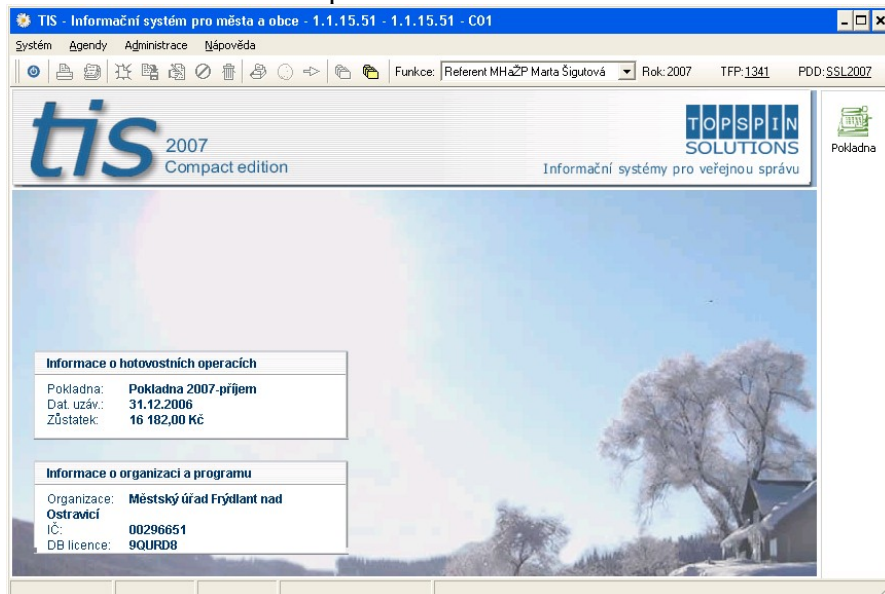 TIS - Informační systém pro města a obce - 1.1.15.51 - 1.1.15.51 - C01
Systém Agendy Administrace Nápověda
Funkce: Referent MHaŽP Marta Šigutová Rok: 2007 TFP: 1341 PDD: SSL2007
tis 2007
Compact edition
TOPSPIN
SOLUTIONS
Informační systémy pro veřejnou správu
Pokladna
Informace o hotovostních operacích
Pokladna: Pokladna 2007-příjem
Dat. uzáv.: 31.12.2006
Zůstatek: 16 182,00 Kč
Informace o organizaci a programu
Organizace: Městský úřad Frýdlant nad
Ostravicí
IČ: 00296651
DB licence: 9QURD8